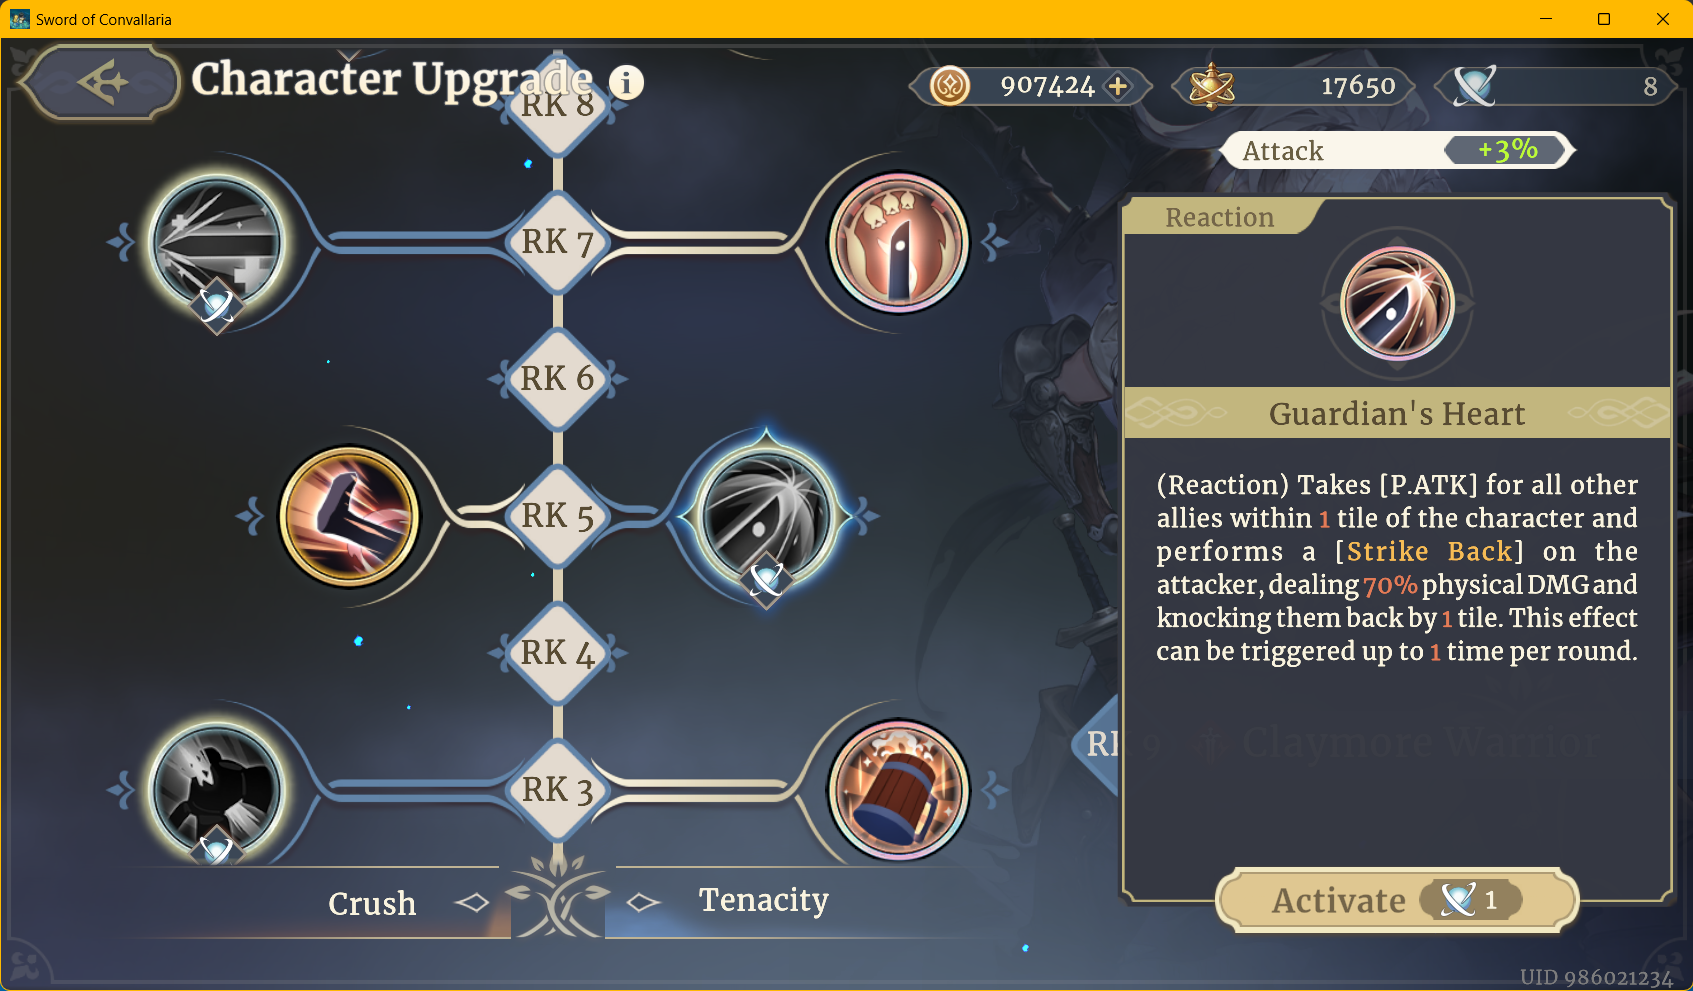 Sword of Convallaria
Character Upgrade
i
907424
17650
8
RK 8
Attack
+3%
Reaction
RK 7
RK 6
Guardian's Heart
(Reaction) Takes [P.ATK] for all other
allies within 1 tile of the character and
performs a [Strike Back] on the
attacker, dealing 70% physical DMG and
knocking them back by 1 tile. This effect
can be triggered up to 1 time per round.
RK 5
RK 4
RK 9
Claymore Warrior
RK 3
Crush
Tenacity
Activate
1
UID 986021234